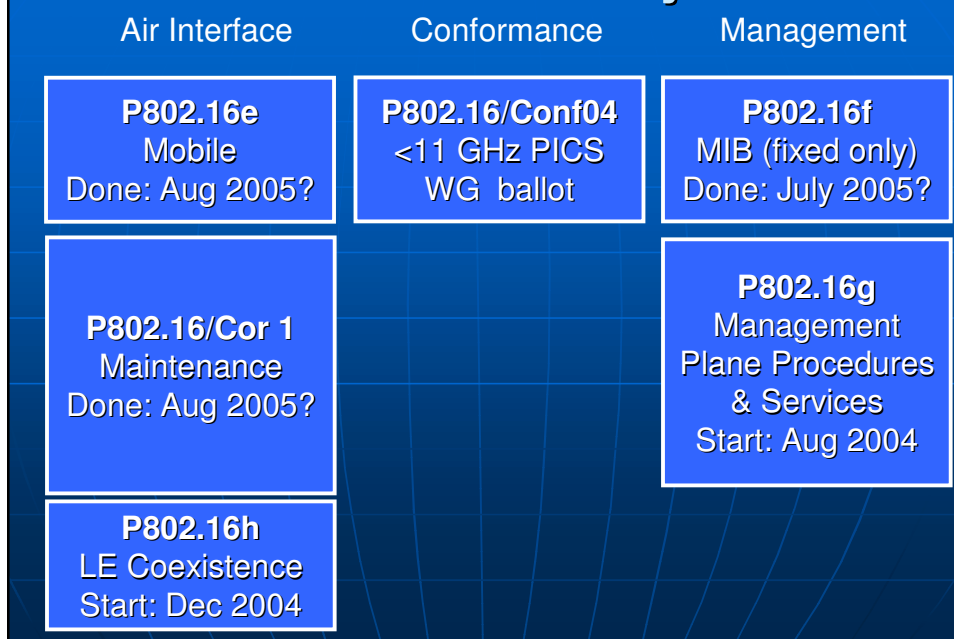 Air Interface
Conformance
Management
P802.16e
Mobile
Done: Aug 2005?
P802.16/Conf04
<11 GHz PICS
WG ballot
P802.16f
MIB (fixed only)
Done: July 2005?
P802.16/Cor 1
Maintenance
Done: Aug 2005?
P802.16g
Management
Plane Procedures
& Services
Start: Aug 2004
P802.16h
LE Coexistence
Start: Dec 2004